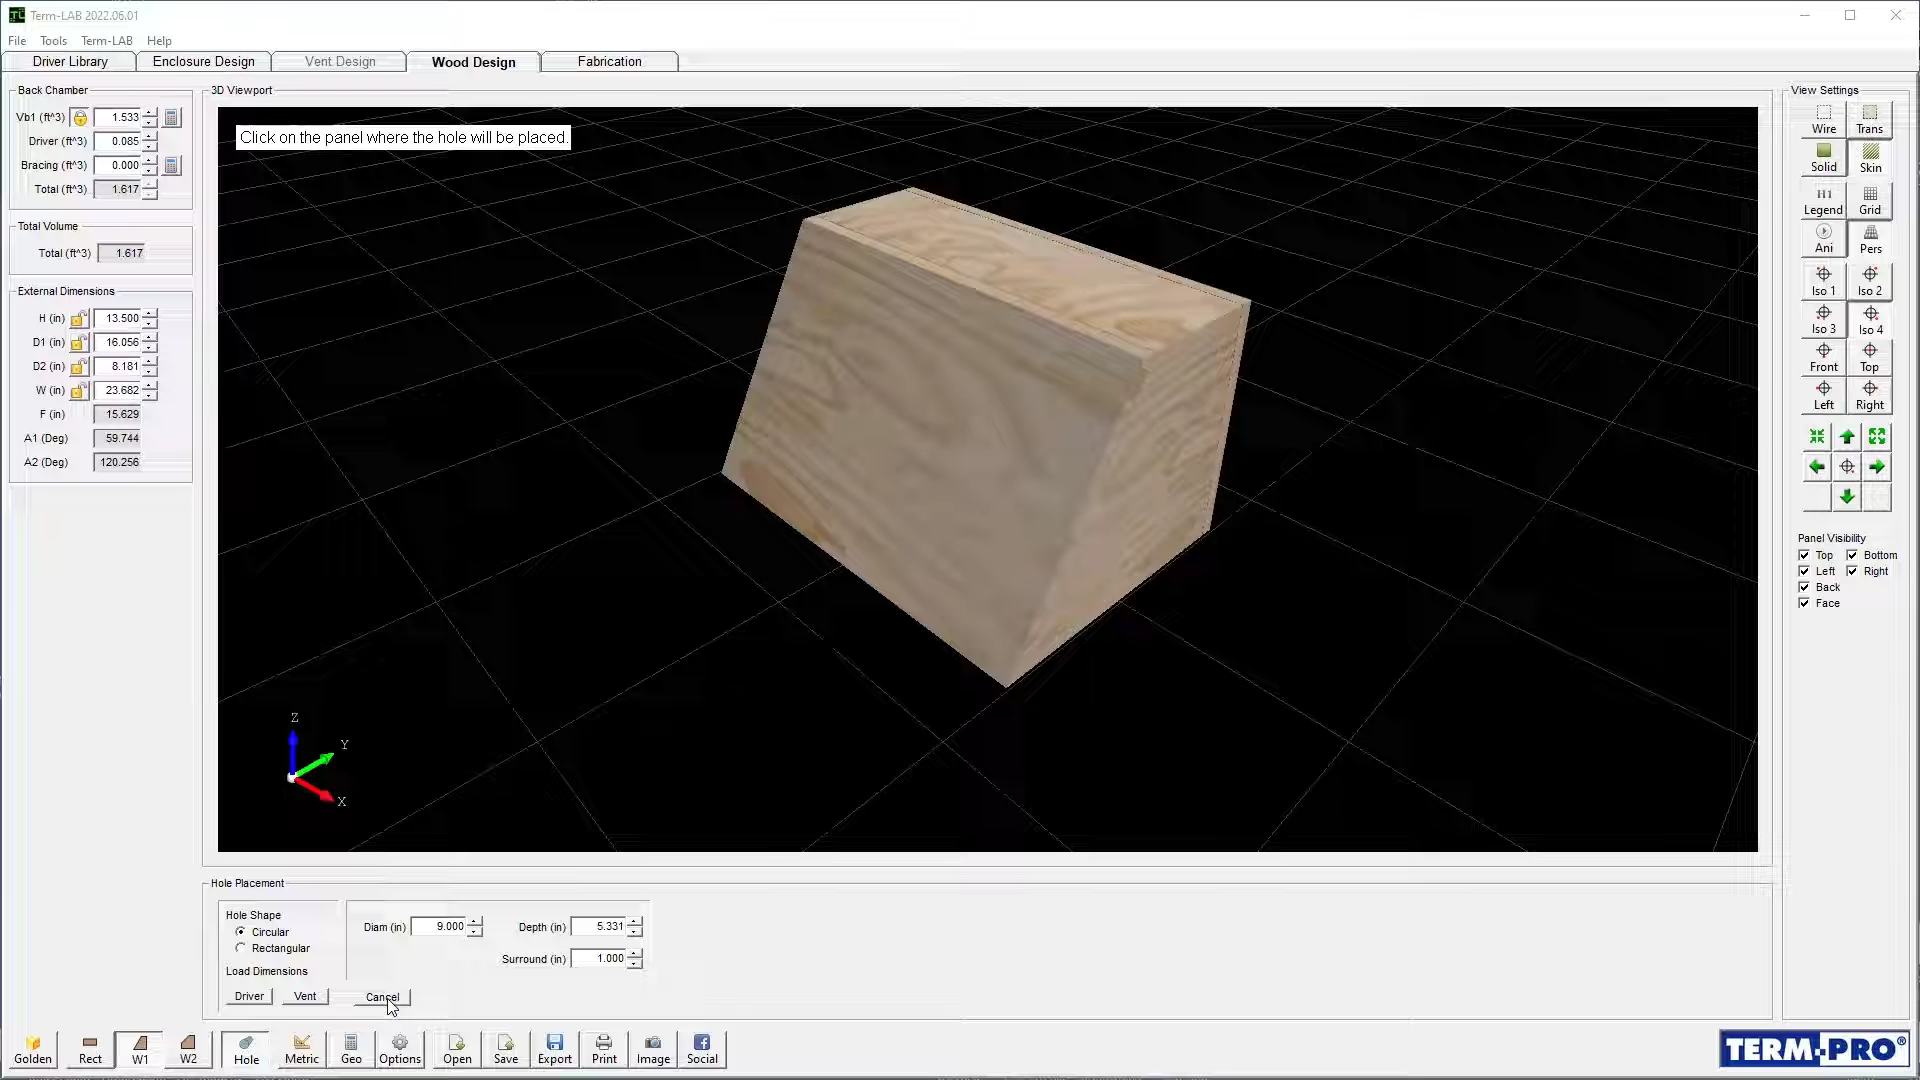 Term-LAB 2022.06.01
File Tools Term-LAB Help
Driver Library Enclosure Design Vent Design Wood Design Fabrication
Back Chamber
Vb1 (ft^3) 1.533
Driver (ft^3) 0.085
Bracing (ft^3) 0.000
Total (ft^3) 1.617
Total Volume
Total (ft^3) 1.617
External Dimensions
H (in) 13.500
D1 (in) 16.056
D2 (in) 8.181
W (in) 23.682
F (in) 15.629
A1 (Deg) 59.744
A2 (Deg) 120.256
3D Viewport
Click on the panel where the hole will be placed.
Z
Y
X
View Settings
Wire Trans
Solid Skin
H1
Legend Grid
Ani Pers
Iso 1 Iso 2
Iso 3 Iso 4
Front Top
Left Right
Panel Visibility
Top Bottom
Left Right
Back
Face
Hole Placement
Hole Shape
Circular
Rectangular
Load Dimensions
Driver Vent Cancel
Diam (in) 9.000 Depth (in) 5.331
Surround (in) 1.000
Golden Rect W1 W2 Hole Metric Geo Options Open Save Export Print Image Social
TERM-PRO®